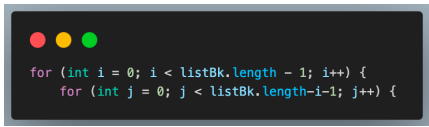 for (int i = 0; i < listBk.length - 1; i++) {
    for (int j = 0; j < listBk.length-i-1; j++) {